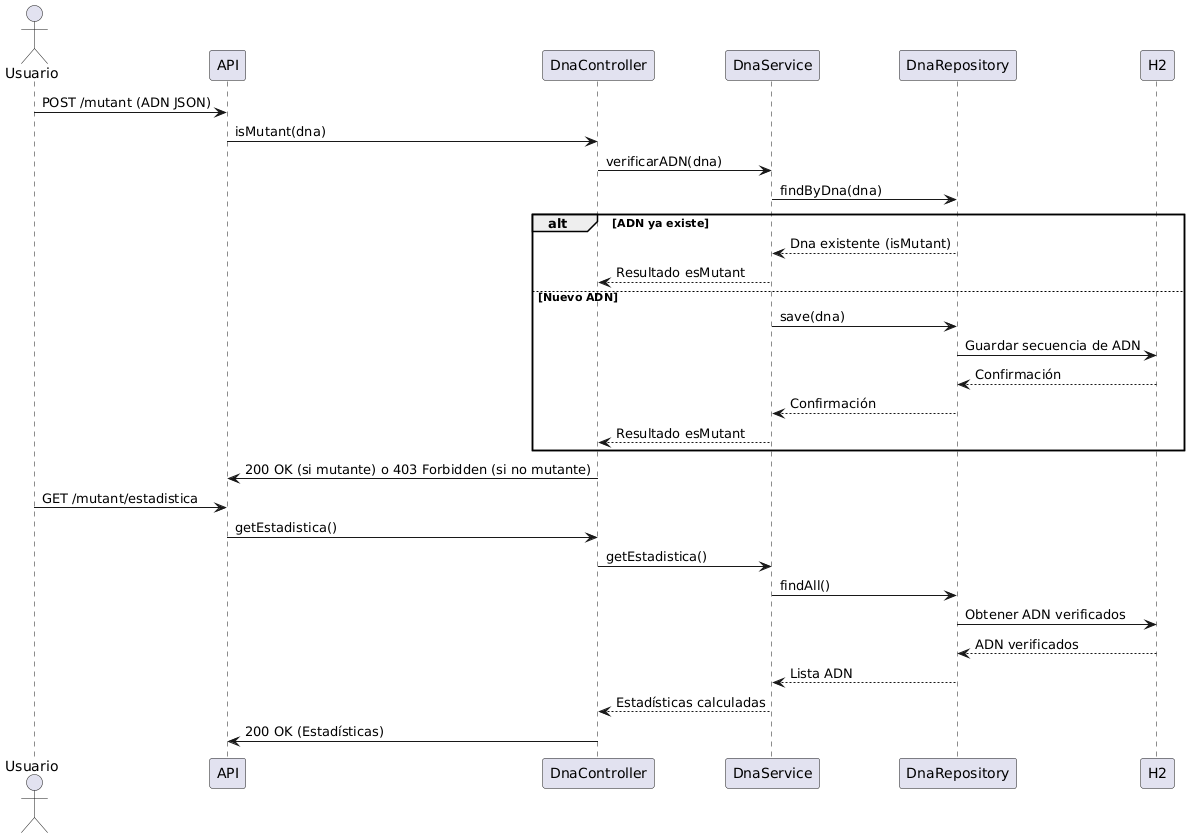 Usuario
API
DnaController
DnaService
DnaRepository
H2
POST /mutant (ADN JSON)
isMutant(dna)
verificarADN(dna)
findByDna(dna)
alt [ADN ya existe]
Dna existente (isMutant)
Resultado esMutant
[Nuevo ADN]
save(dna)
Guardar secuencia de ADN
Confirmación
Confirmación
Resultado esMutant
200 OK (si mutante) o 403 Forbidden (si no mutante)
GET /mutant/estadistica
getEstadistica()
getEstadistica()
findAll()
Obtener ADN verificados
ADN verificados
Lista ADN
Estadísticas calculadas
200 OK (Estadísticas)
Usuario
API
DnaController
DnaService
DnaRepository
H2